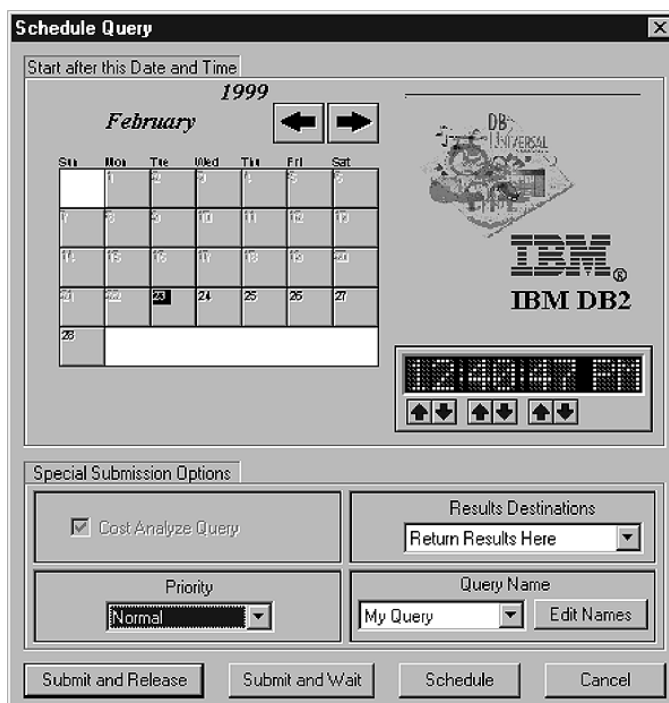 Schedule Query
Start after this Date and Time
1999
February
Sun Mon Tue Wed Thu Fri Sat
1 2 3 4 5 6
7 8 9 10 11 12 13
14 15 16 17 18 19 20
21 22 23 24 25 26 27
28
DB
UNIVERSAL
IBM®
IBM DB2
PM
Special Submission Options
Cost Analyze Query
Results Destinations
Return Results Here
Priority
Normal
Query Name
My Query
Edit Names
Submit and Release
Submit and Wait
Schedule
Cancel